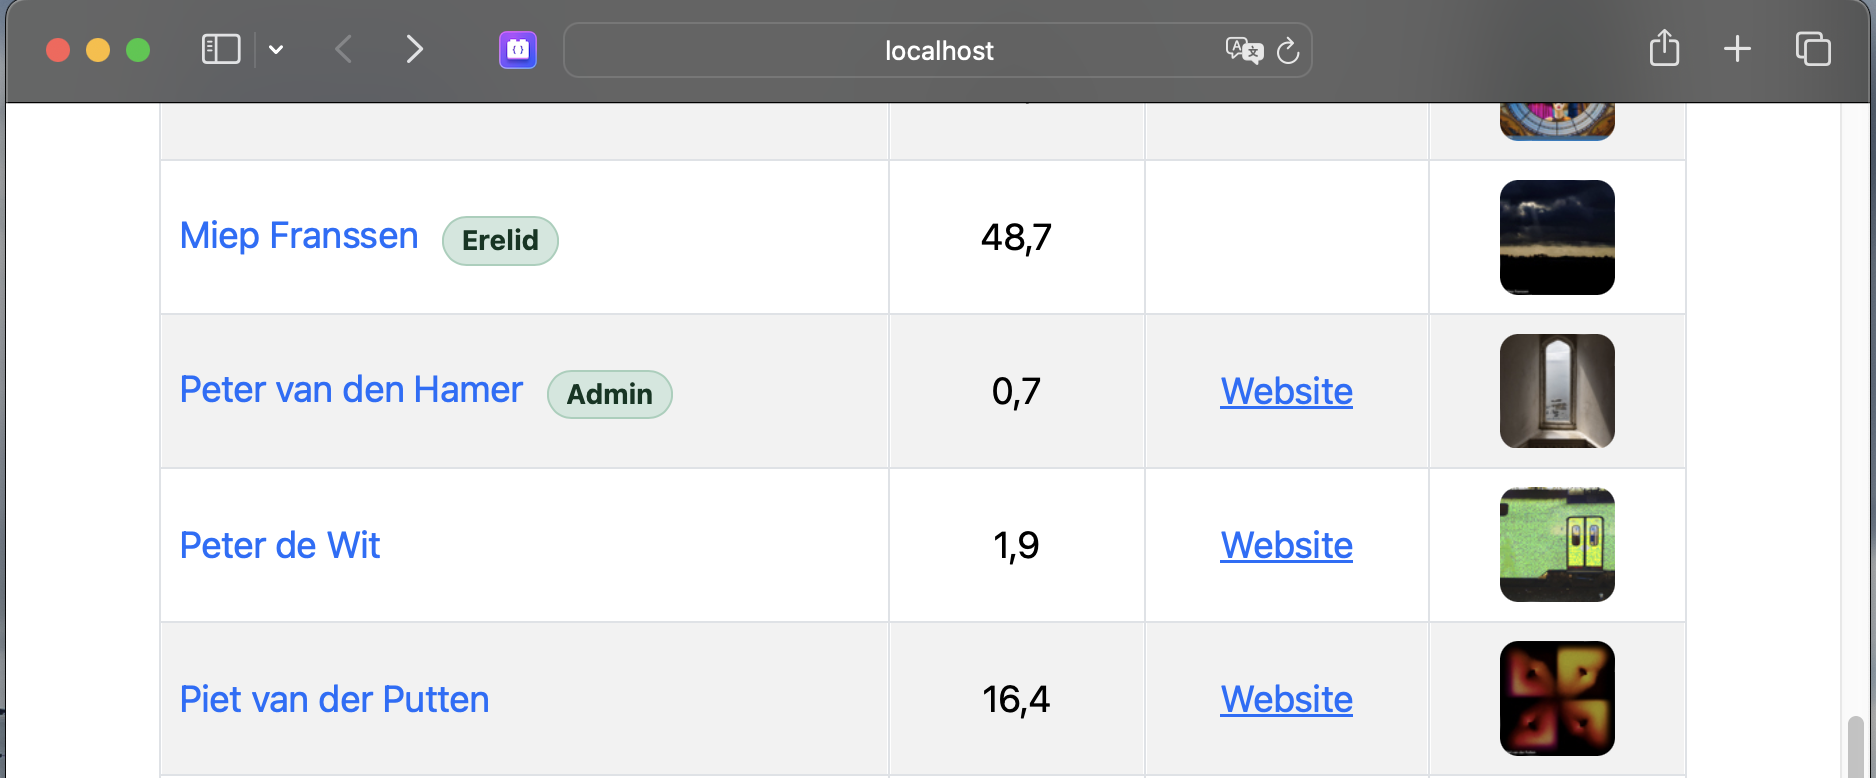 localhost
Miep Franssen Erelid 48,7
Peter van den Hamer Admin 0,7 Website
Peter de Wit 1,9 Website
Piet van der Putten 16,4 Website